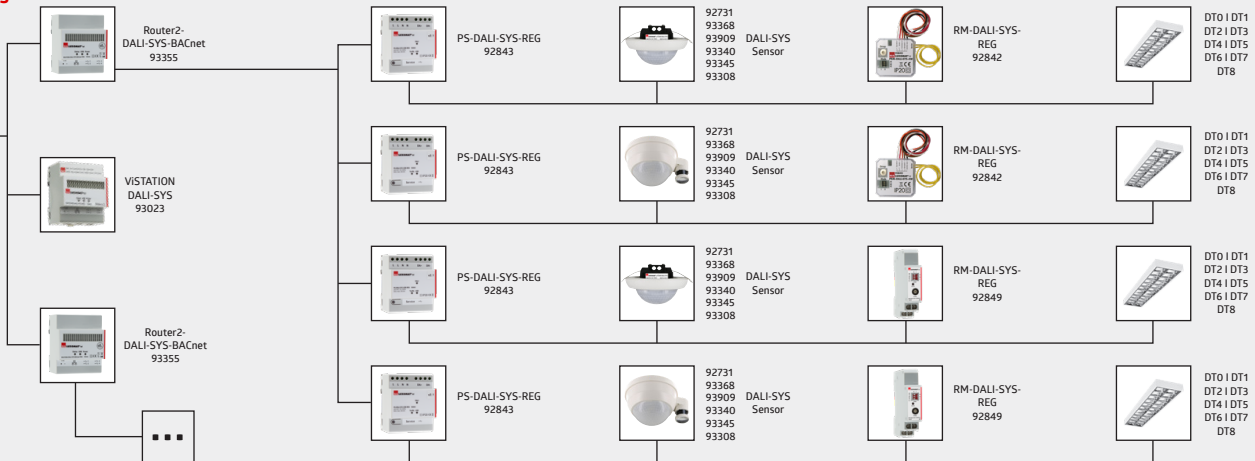 Router2-
DALI-SYS-BACnet
93355
PS-DALI-SYS-REG
92843
92731
93368
93909
93340
93345
93308
DALI-SYS
Sensor
RM-DALI-SYS-
REG
92842
DT0 I DT1
DT2 I DT3
DT4 I DT5
DT6 I DT7
DT8
ViSTATION
DALI-SYS
93023
PS-DALI-SYS-REG
92843
92731
93368
93909
93340
93345
93308
DALI-SYS
Sensor
RM-DALI-SYS-
REG
92842
DT0 I DT1
DT2 I DT3
DT4 I DT5
DT6 I DT7
DT8
PS-DALI-SYS-REG
92843
92731
93368
93909
93340
93345
93308
DALI-SYS
Sensor
RM-DALI-SYS-
REG
92849
DT0 I DT1
DT2 I DT3
DT4 I DT5
DT6 I DT7
DT8
Router2-
DALI-SYS-BACnet
93355
PS-DALI-SYS-REG
92843
92731
93368
93909
93340
93345
93308
DALI-SYS
Sensor
RM-DALI-SYS-
REG
92849
DT0 I DT1
DT2 I DT3
DT4 I DT5
DT6 I DT7
DT8